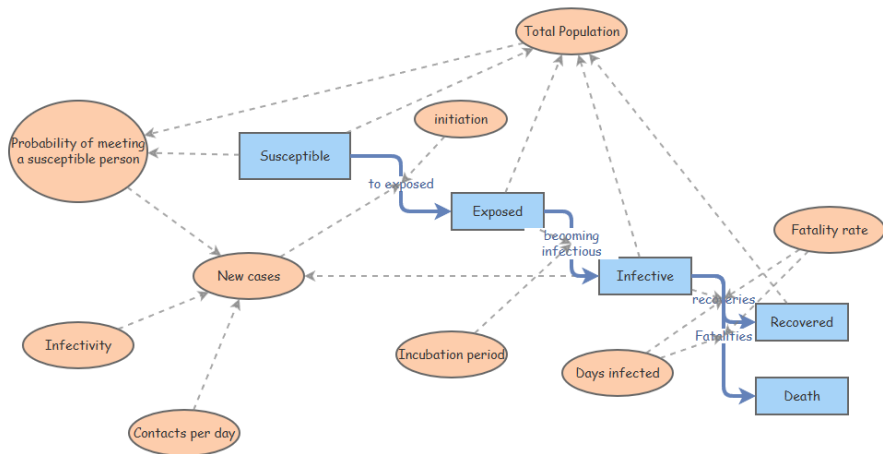 Total Population
initiation
Probability of meeting
a susceptible person
Susceptible
to exposed
Exposed
Fatality rate
becoming
infectious
New cases
Infective
recoveries
Recovered
Infectivity
Incubation period
Fatalities
Days infected
Death
Contacts per day